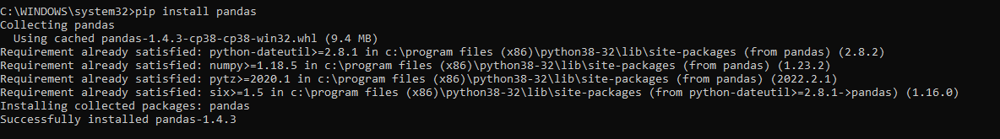 C:\WINDOWS\system32>pip install pandas
Collecting pandas
  Using cached pandas-1.4.3-cp38-cp38-win32.whl (9.4 MB)
Requirement already satisfied: python-dateutil>=2.8.1 in c:\program files (x86)\python38-32\lib\site-packages (from pandas) (2.8.2)
Requirement already satisfied: numpy>=1.18.5 in c:\program files (x86)\python38-32\lib\site-packages (from pandas) (1.23.2)
Requirement already satisfied: pytz>=2020.1 in c:\program files (x86)\python38-32\lib\site-packages (from pandas) (2022.2.1)
Requirement already satisfied: six>=1.5 in c:\program files (x86)\python38-32\lib\site-packages (from python-dateutil>=2.8.1->pandas) (1.16.0)
Installing collected packages: pandas
Successfully installed pandas-1.4.3